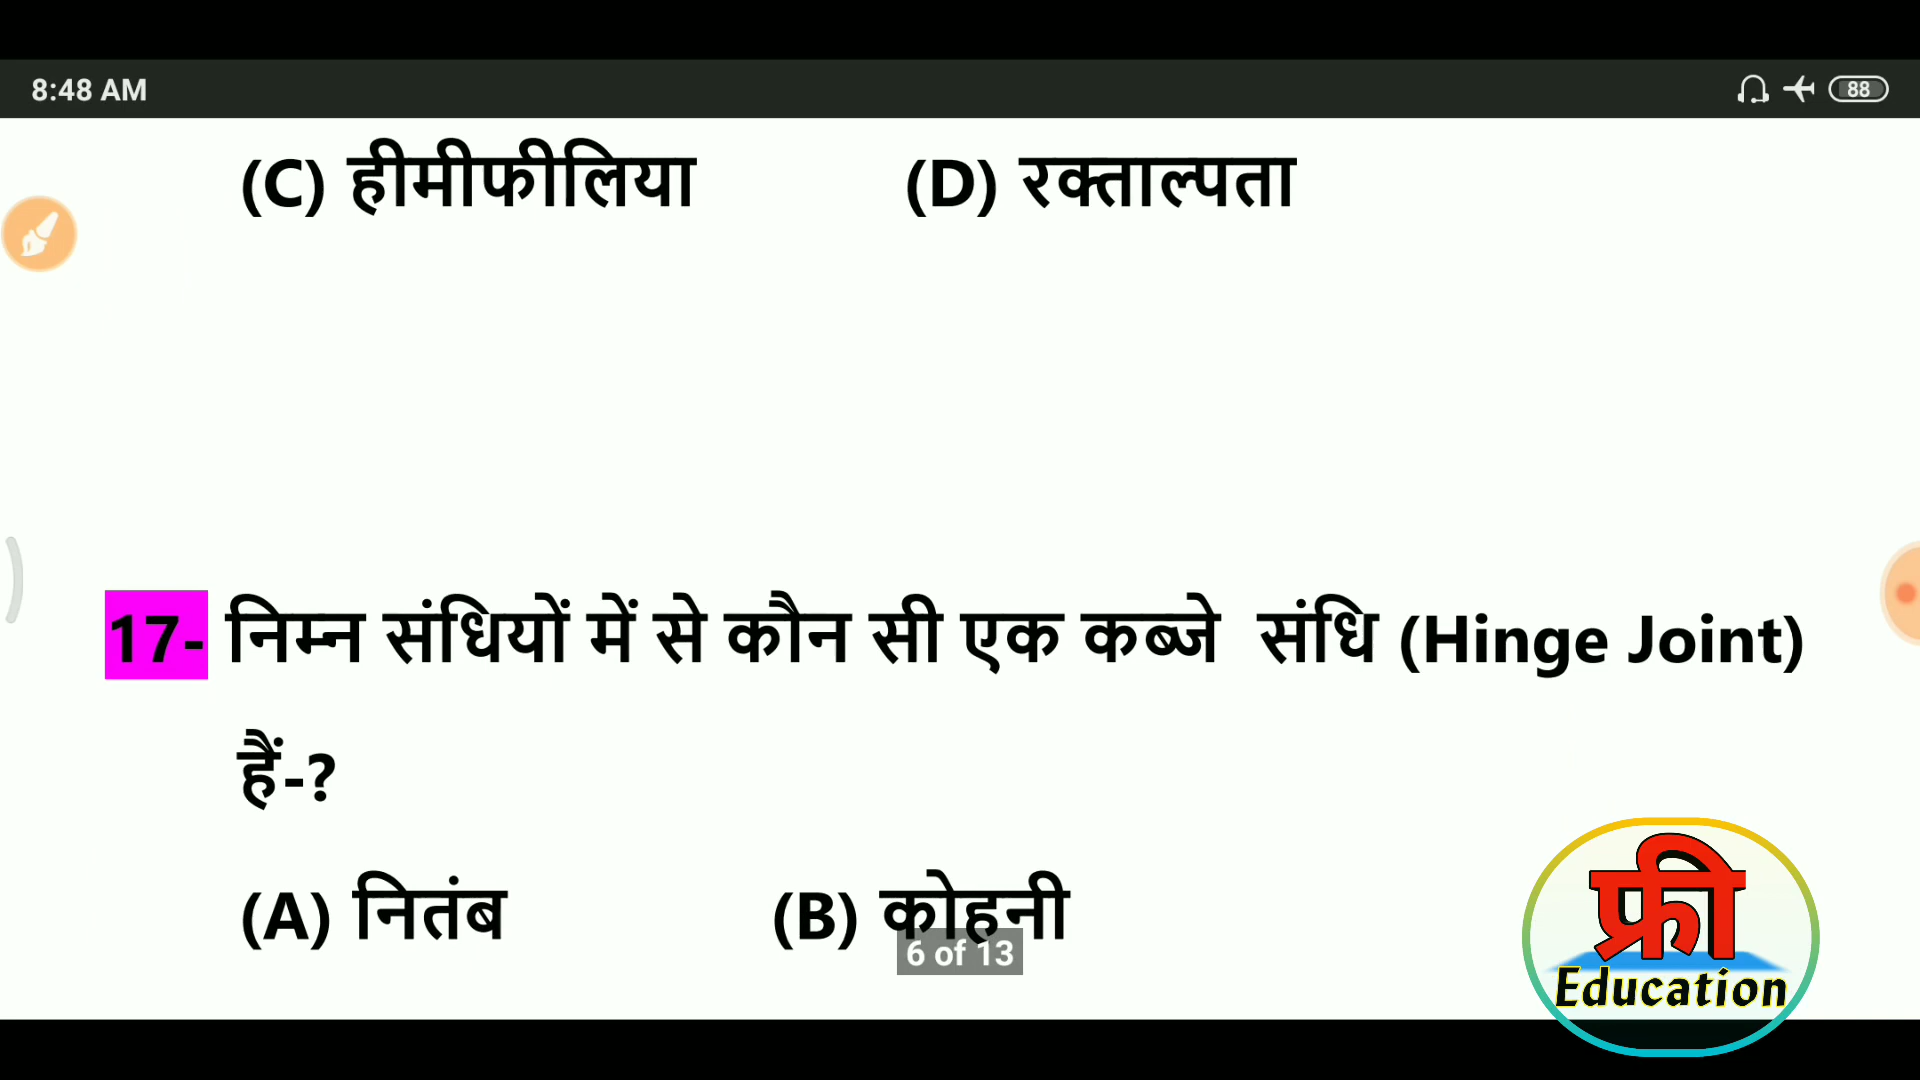 8:48 AM
88
(C) हीमीफीलिया (D) रक्ताल्पता
17- निम्न संधियों में से कौन सी एक कब्जे संधि (Hinge Joint)
हैं-?
(A) नितंब (B) कोहनी
6 of 13
फ्री
Education